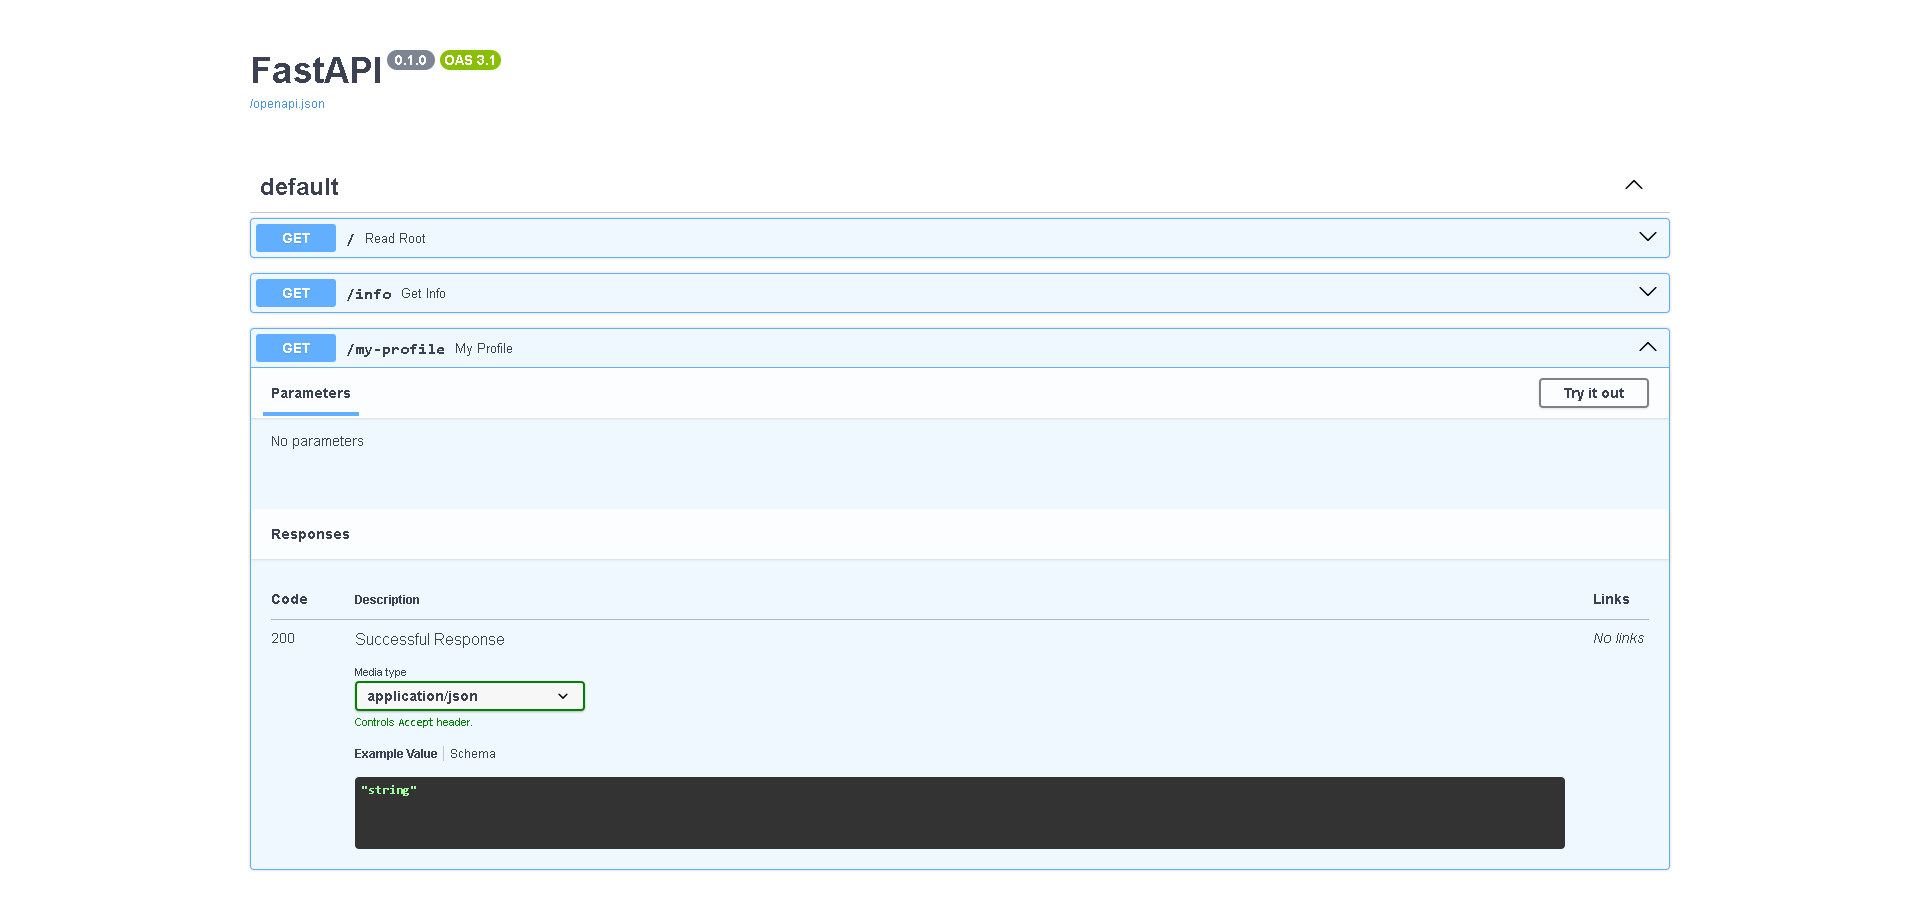 FastAPI 0.1.0 OAS 3.1
/openapi.json
default
GET / Read Root
GET /info Get Info
GET /my-profile My Profile
Parameters Try it out
No parameters
Responses
Code Description Links
200 Successful Response No links
Media type
application/json
Controls Accept header.
Example Value Schema
"string"